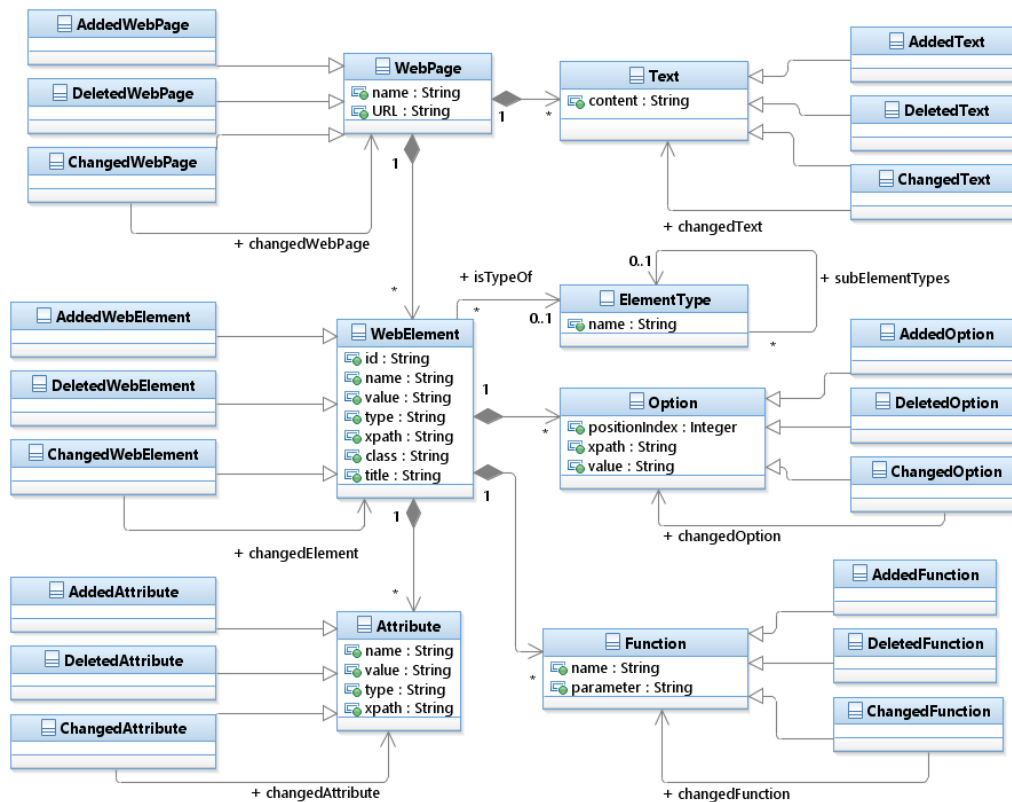 AddedWebPage
DeletedWebPage
ChangedWebPage
WebPage
name : String
URL : String
1
*
1
+ changedWebPage
Text
content : String
AddedText
DeletedText
ChangedText
+ changedText
+ isTypeOf
*
0..1
0..1
*
+ subElementTypes
ElementType
name : String
*
AddedWebElement
DeletedWebElement
ChangedWebElement
WebElement
id : String
name : String
value : String
type : String
xpath : String
class : String
title : String
1
*
1
1
+ changedElement
Option
positionIndex : Integer
xpath : String
value : String
AddedOption
DeletedOption
ChangedOption
+ changedOption
*
AddedAttribute
DeletedAttribute
ChangedAttribute
Attribute
name : String
value : String
type : String
xpath : String
+ changedAttribute
*
Function
name : String
parameter : String
AddedFunction
DeletedFunction
ChangedFunction
+ changedFunction